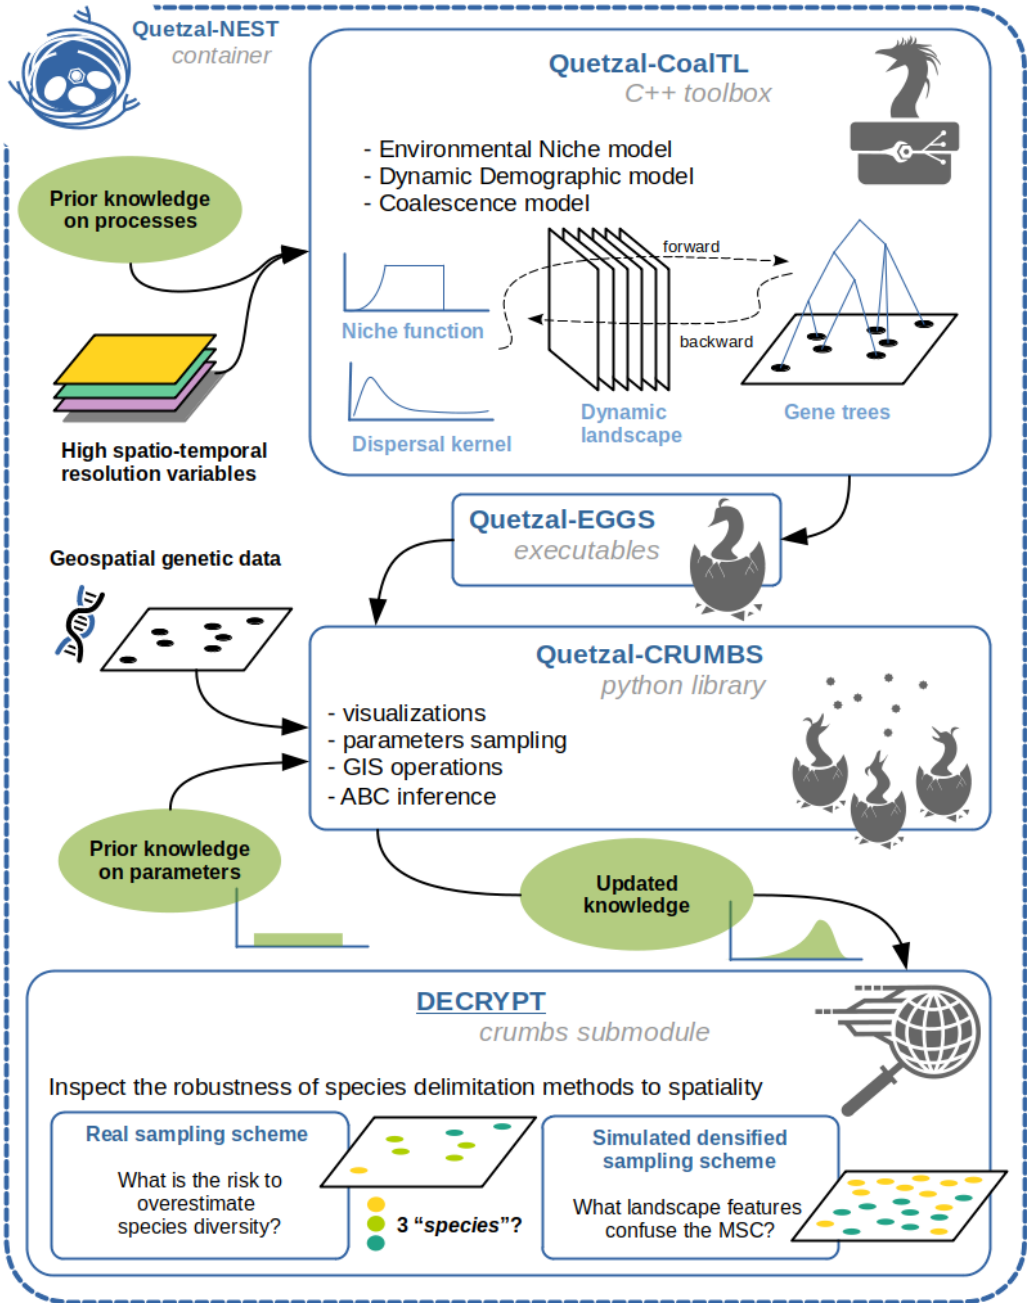 Quetzal-NEST
container
Quetzal-CoalTL
C++ toolbox
- Environmental Niche model
- Dynamic Demographic model
- Coalescence model
Prior knowledge
on processes
forward
backward
Niche function
Dispersal kernel
Dynamic
landscape
Gene trees
High spatio-temporal
resolution variables
Quetzal-EGGS
executables
Geospatial genetic data
Quetzal-CRUMBS
python library
- visualizations
- parameters sampling
- GIS operations
- ABC inference
Prior knowledge
on parameters
Updated
knowledge
DECRYPT
crumbs submodule
Inspect the robustness of species delimitation methods to spatiality
Real sampling scheme
What is the risk to
overestimate
species diversity?
3 “species”?
Simulated densified
sampling scheme
What landscape features
confuse the MSC?